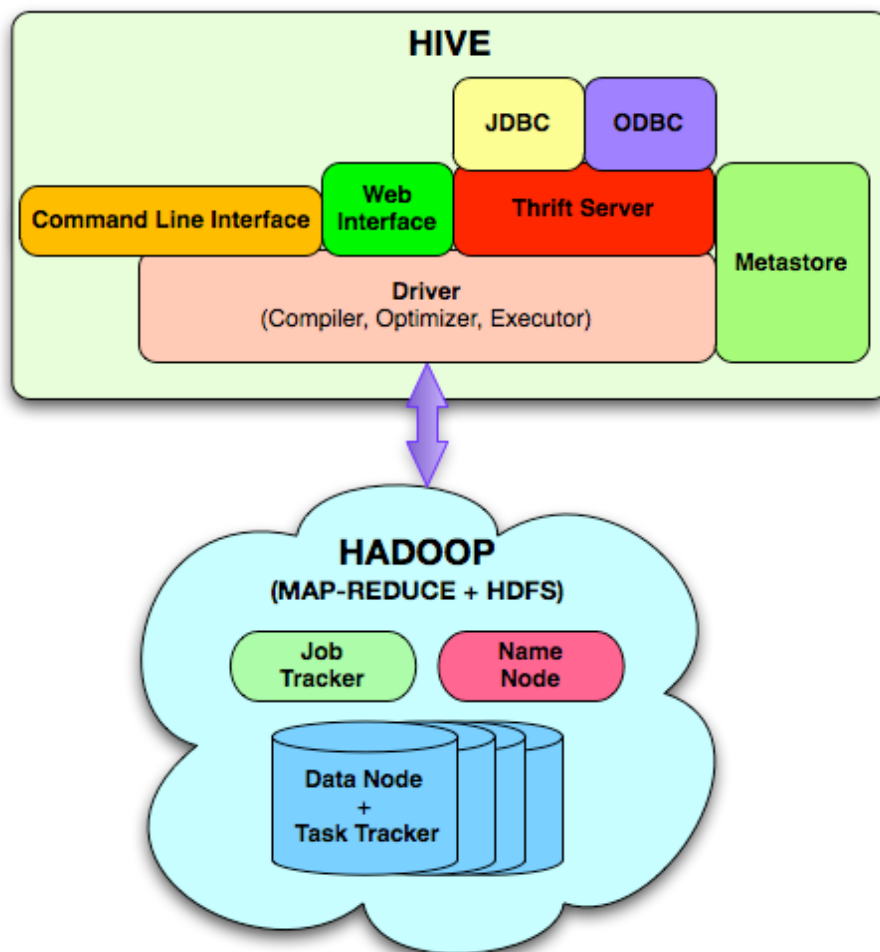 HIVE
JDBC
ODBC
Command Line Interface
Web
Interface
Thrift Server
Metastore
Driver
(Compiler, Optimizer, Executor)
HADOOP
(MAP-REDUCE + HDFS)
Job
Tracker
Name
Node
Data Node
+
Task Tracker